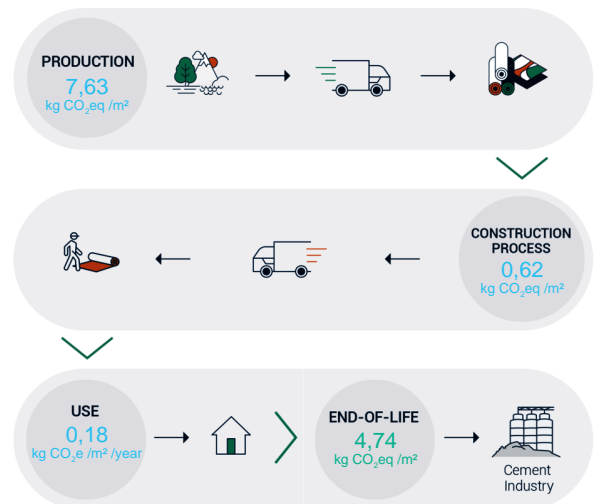 PRODUCTION
7,63
kg CO₂eq /m²
CONSTRUCTION
PROCESS
0,62
kg CO₂eq /m²
USE
0,18
kg CO₂e /m² /year
END-OF-LIFE
4,74
kg CO₂eq /m²
Cement
Industry